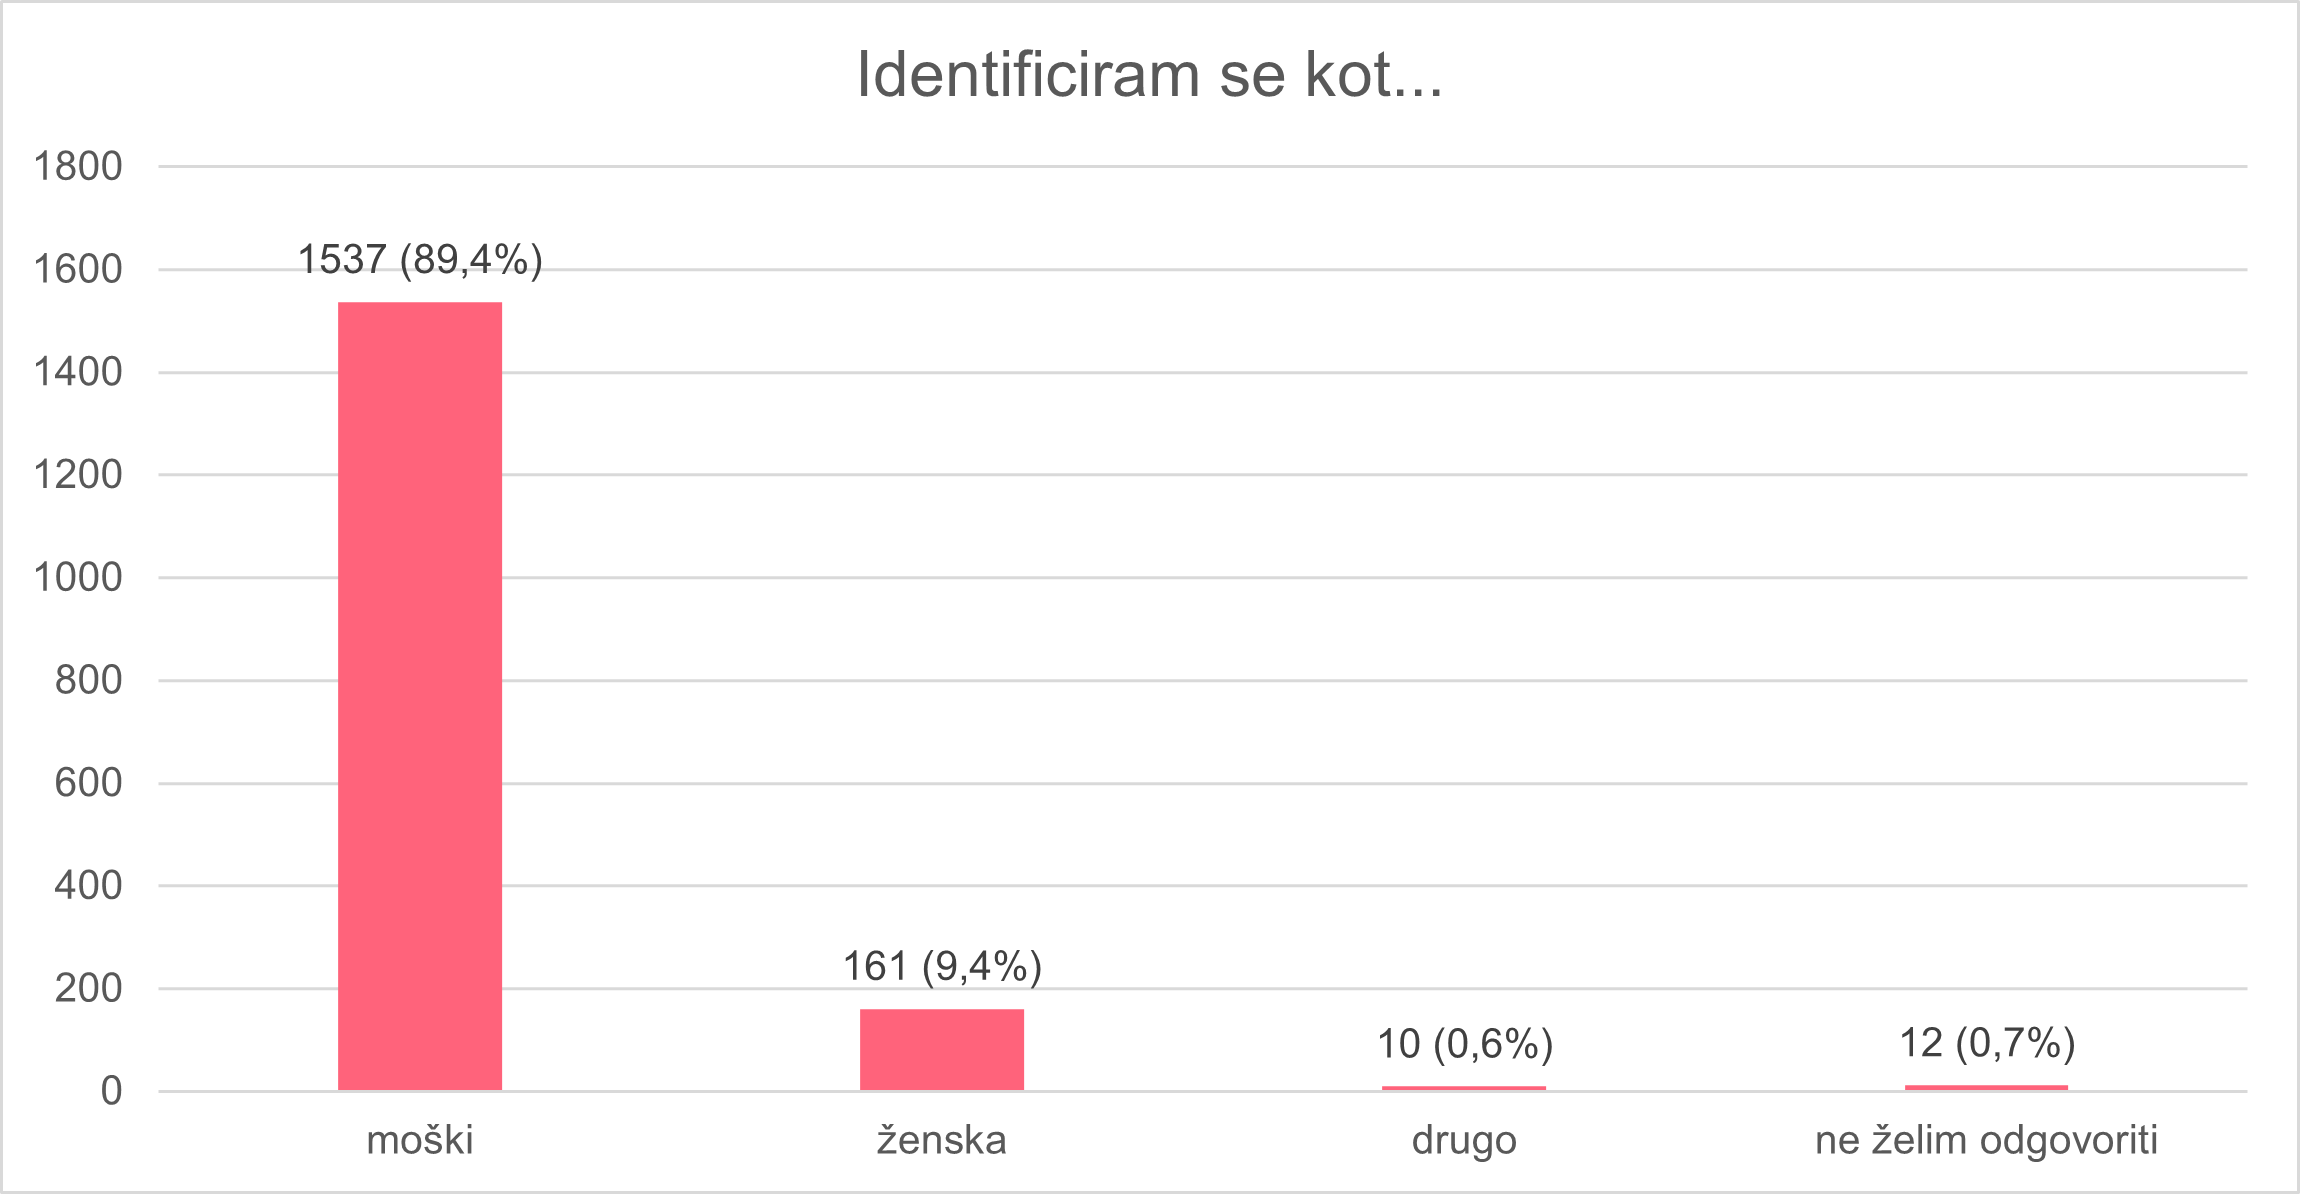 Identificiram se kot...
1800
1600
1400
1200
1000
800
600
400
200
0
1537 (89,4%)
161 (9,4%)
10 (0,6%)
12 (0,7%)
moški
ženska
drugo
ne želim odgovoriti